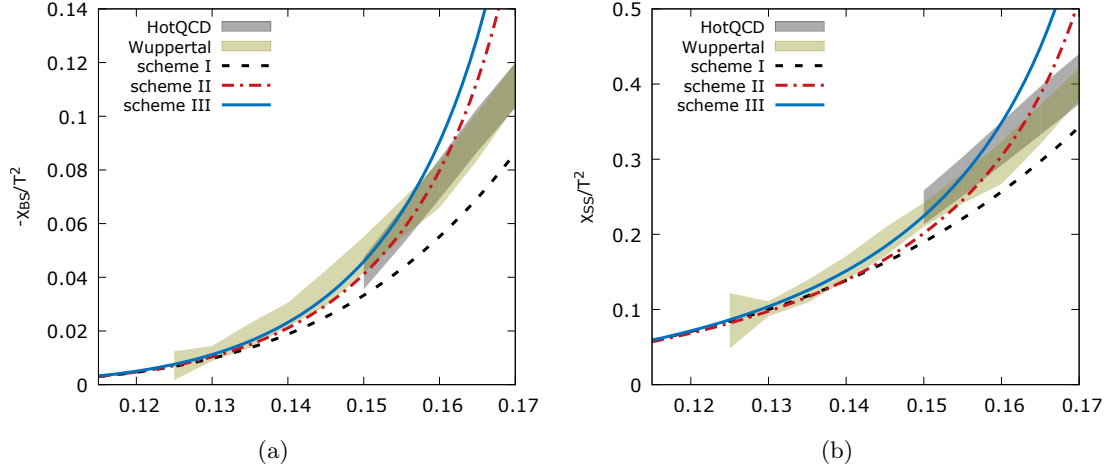 0.14
0.12
0.1
0.08
0.06
0.04
0.02
0
-χBS/T²
HotQCD
Wuppertal
scheme I
scheme II
scheme III
0.12 0.13 0.14 0.15 0.16 0.17
(a)
0.5
0.4
0.3
0.2
0.1
0
χSS/T²
HotQCD
Wuppertal
scheme I
scheme II
scheme III
0.12 0.13 0.14 0.15 0.16 0.17
(b)